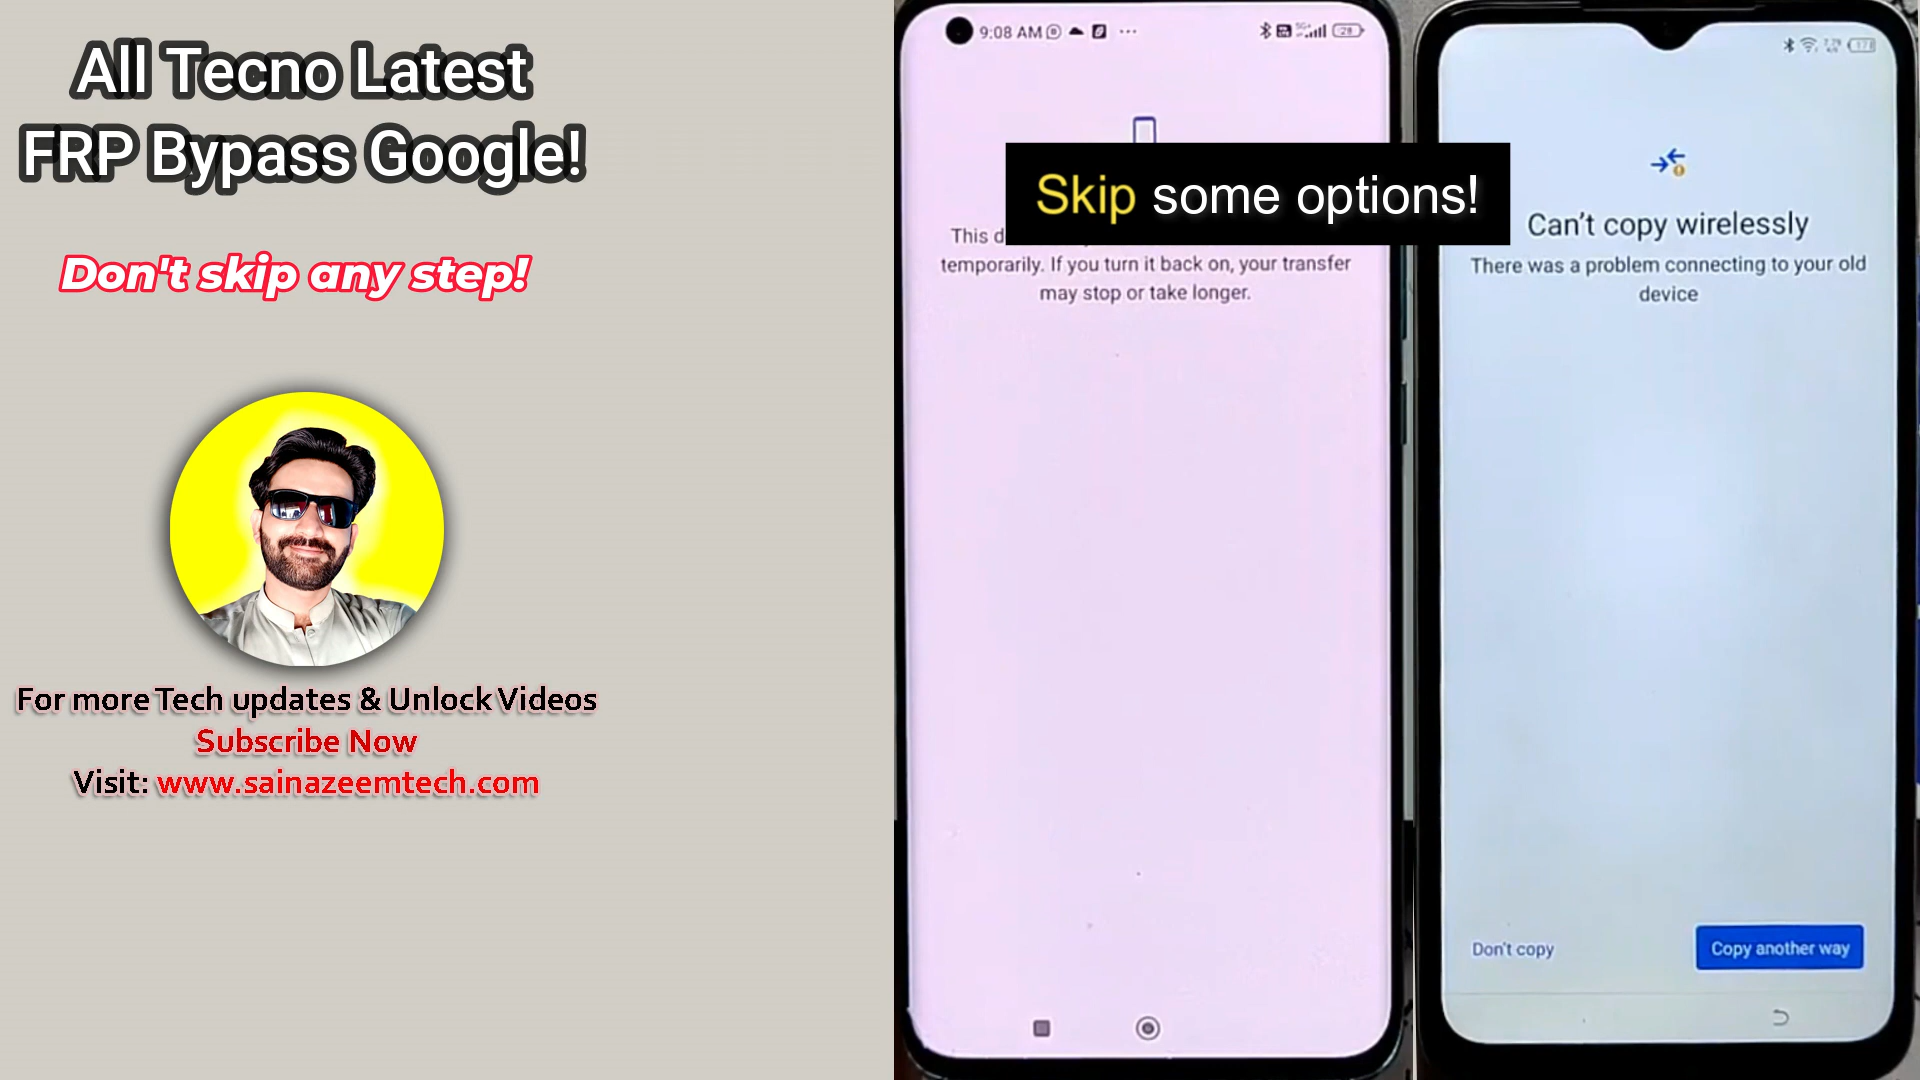 All Tecno Latest
FRP Bypass Google!
Don't skip any step!
For more Tech updates & Unlock Videos
Subscribe Now
Visit: www.sainazeemtech.com
9:08 AM
28
Skip some options!
This d
temporarily. If you turn it back on, your transfer
may stop or take longer.
Can't copy wirelessly
There was a problem connecting to your old
device
Don't copy
Copy another way